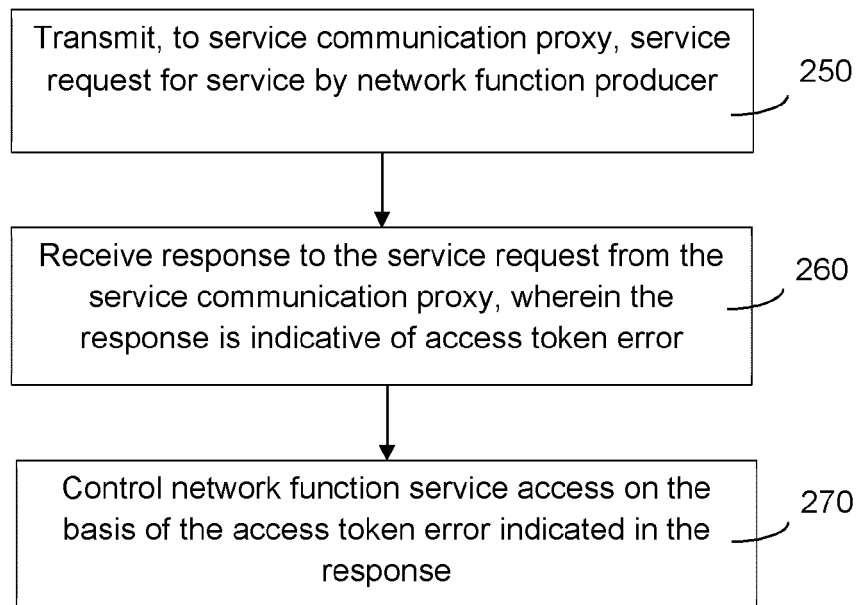 Transmit, to service communication proxy, service
request for service by network function producer
250
Receive response to the service request from the
service communication proxy, wherein the
response is indicative of access token error
260
Control network function service access on the
basis of the access token error indicated in the
response
270